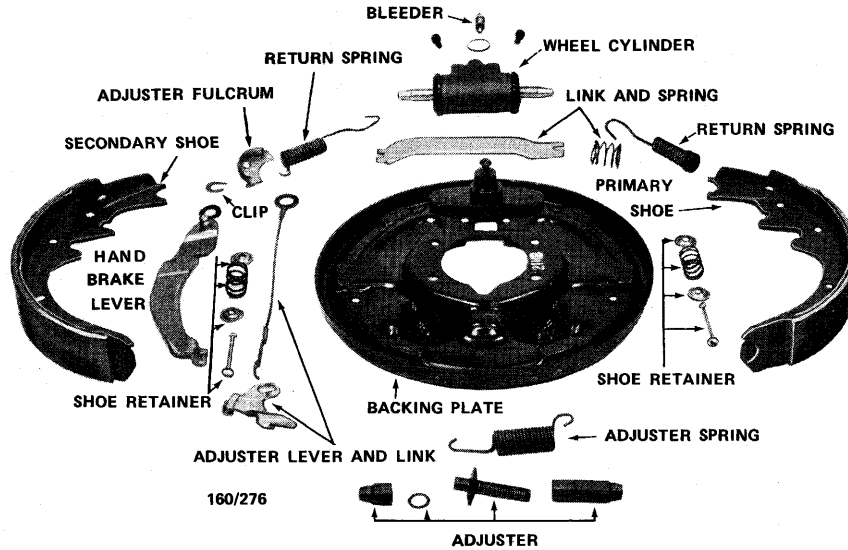 BLEEDER
WHEEL CYLINDER
RETURN SPRING
ADJUSTER FULCRUM
LINK AND SPRING
SECONDARY SHOE
RETURN SPRING
PRIMARY
SHOE
CLIP
HAND
BRAKE
LEVER
SHOE RETAINER
SHOE RETAINER
BACKING PLATE
ADJUSTER SPRING
ADJUSTER LEVER AND LINK
160/276
ADJUSTER